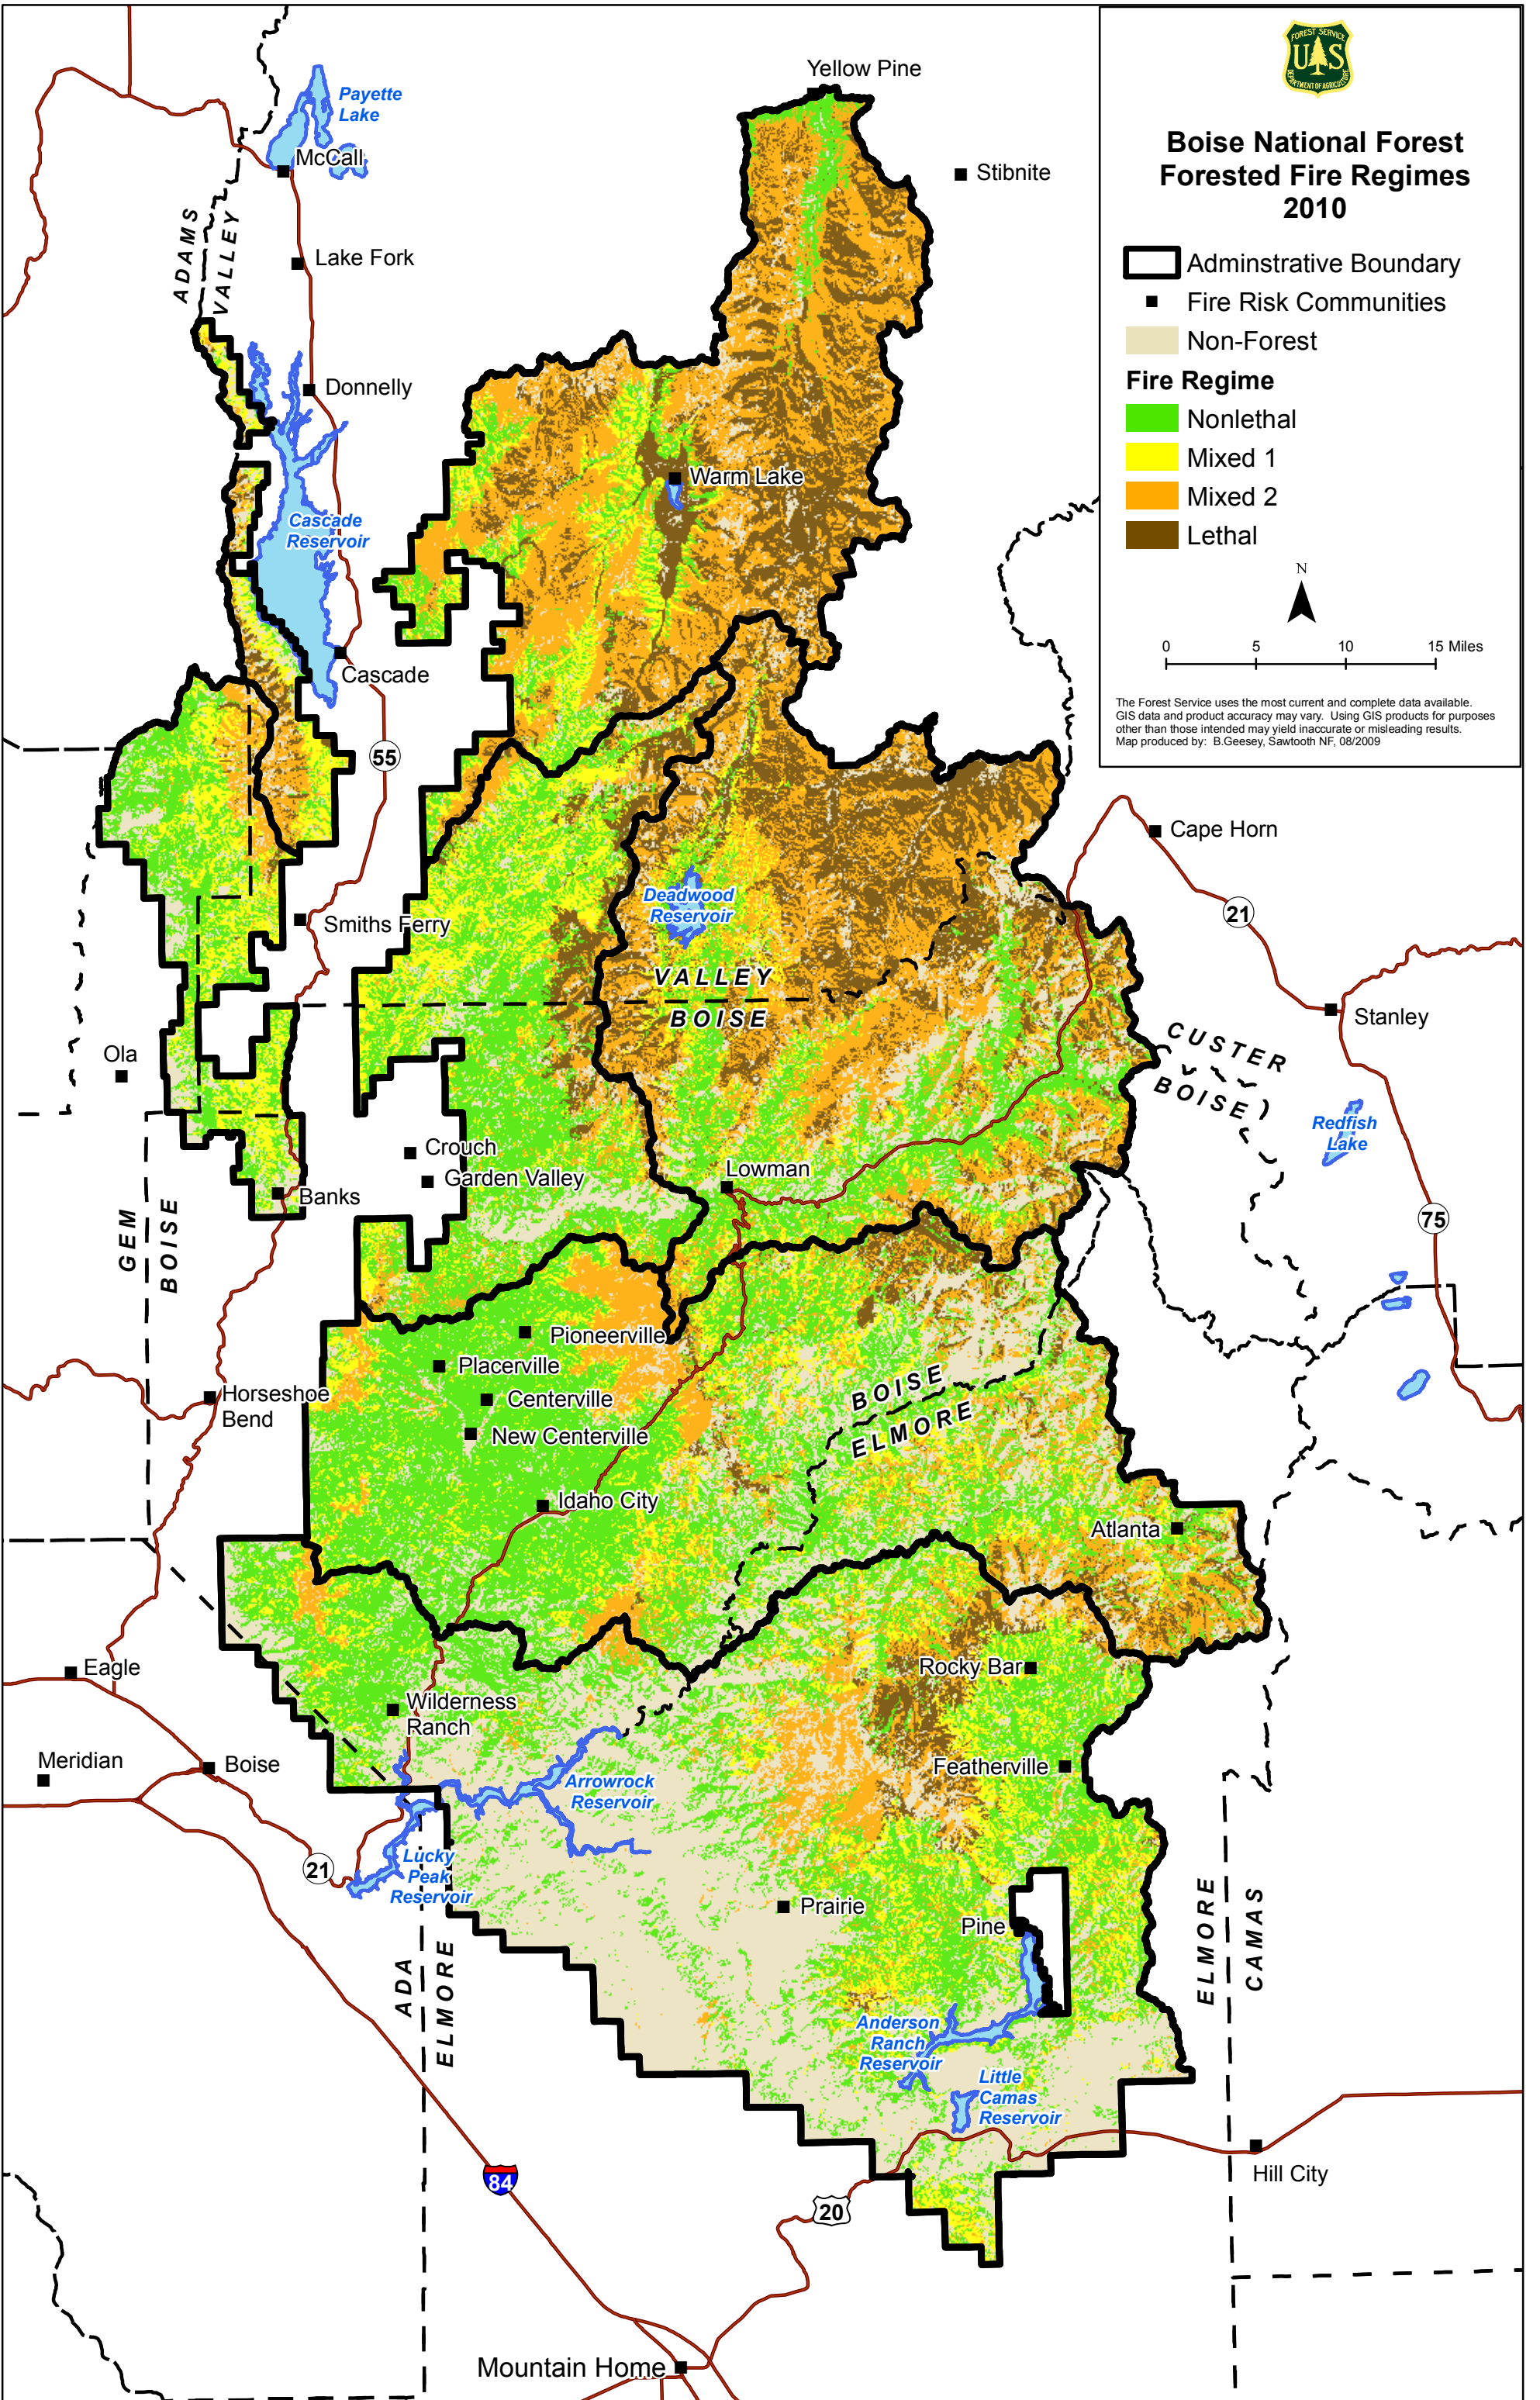 FOREST SERVICE
U S
DEPARTMENT OF AGRICULTURE
Boise National Forest
Forested Fire Regimes
2010
Adminstrative Boundary
Fire Risk Communities
Non-Forest
Fire Regime
Nonlethal
Mixed 1
Mixed 2
Lethal
N
0 5 10 15 Miles
The Forest Service uses the most current and complete data available.
GIS data and product accuracy may vary. Using GIS products for purposes
other than those intended may yield inaccurate or misleading results.
Map produced by: B.Geesey, Sawtooth NF, 08/2009
Yellow Pine
Payette
Lake
McCall
Stibnite
ADAMS
VALLEY
Lake Fork
Donnelly
Warm Lake
Cascade
Reservoir
Cascade
55
Cape Horn
Deadwood
Reservoir
21
Smiths Ferry
VALLEY
BOISE
Stanley
CUSTER
BOISE
Ola
Redfish
Lake
Crouch
Garden Valley
Lowman
Banks
GEM
BOISE
75
Pioneerville
Placerville
Centerville
New Centerville
Horseshoe
Bend
BOISE
ELMORE
Idaho City
Atlanta
Eagle
Rocky Bar
Wilderness
Ranch
Meridian
Boise
Featherville
Arrowrock
Reservoir
21
Lucky
Peak
Reservoir
Prairie
Pine
ELMORE
CAMAS
ADA
ELMORE
Anderson
Ranch
Reservoir
Little
Camas
Reservoir
Hill City
84
20
Mountain Home